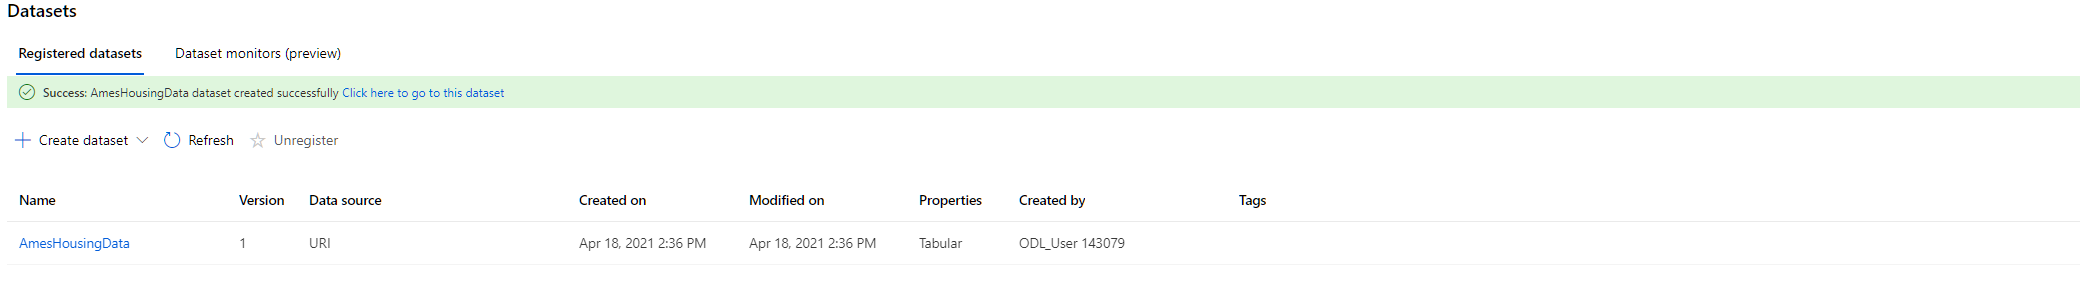 Datasets
Registered datasets Dataset monitors (preview)
Success: AmesHousingData dataset created successfully Click here to go to this dataset
Create dataset Refresh Unregister
Name Version Data source Created on Modified on Properties Created by Tags
AmesHousingData 1 URI Apr 18, 2021 2:36 PM Apr 18, 2021 2:36 PM Tabular ODL_User 143079